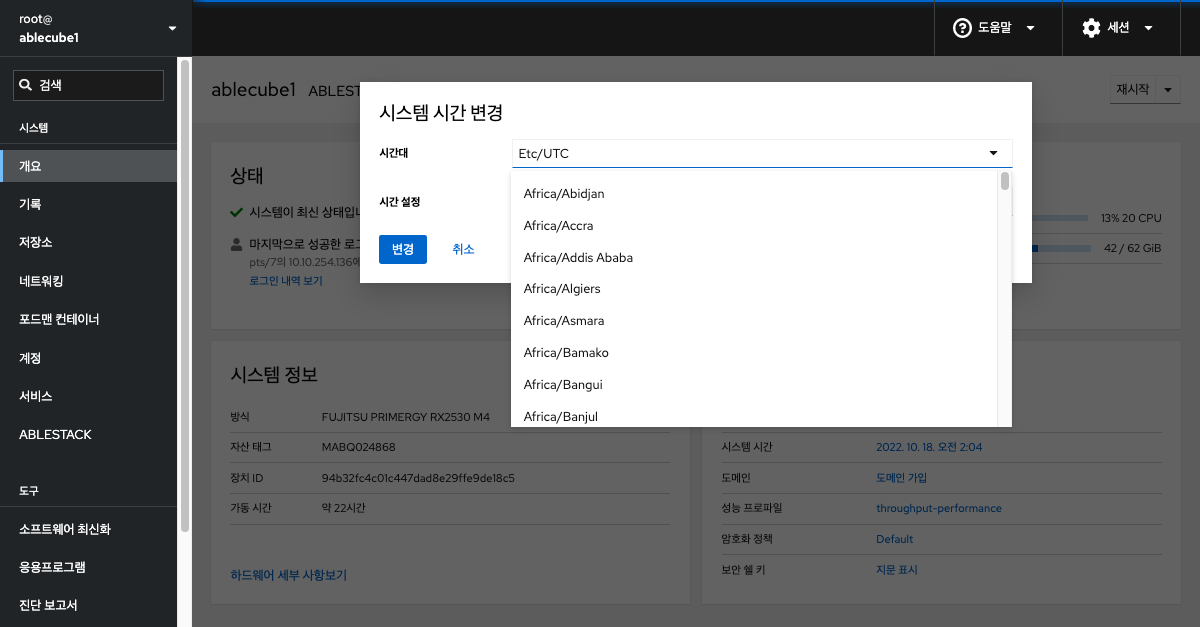 root@
ablecube1
도움말
세션
검색
시스템
개요
기록
저장소
네트워킹
포드맨 컨테이너
계정
서비스
ABLESTACK
도구
소프트웨어 최신화
응용프로그램
진단 보고서
ablecube1 ABLEST
재시작
시스템 시간 변경
시간대
Etc/UTC
시간 설정
변경
취소
Africa/Abidjan
Africa/Accra
Africa/Addis Ababa
Africa/Algiers
Africa/Asmara
Africa/Bamako
Africa/Bangui
Africa/Banjul
상태
시스템이 최신 상태입니
마지막으로 성공한 로그
pts/7의 10.10.254.136에
로그인 내역 보기
13% 20 CPU
42 / 62 GiB
시스템 정보
방식 FUJITSU PRIMERGY RX2530 M4
자산 태그 MABQ024868
장치 ID 94b32fc4c01c447dad8e29ffe9de18c5
가동 시간 약 22시간
하드웨어 세부 사항보기
시스템 시간 2022. 10. 18. 오전 2:04
도메인 도메인 가입
성능 프로파일 throughput-performance
암호화 정책 Default
보안 쉘 키 지문 표시